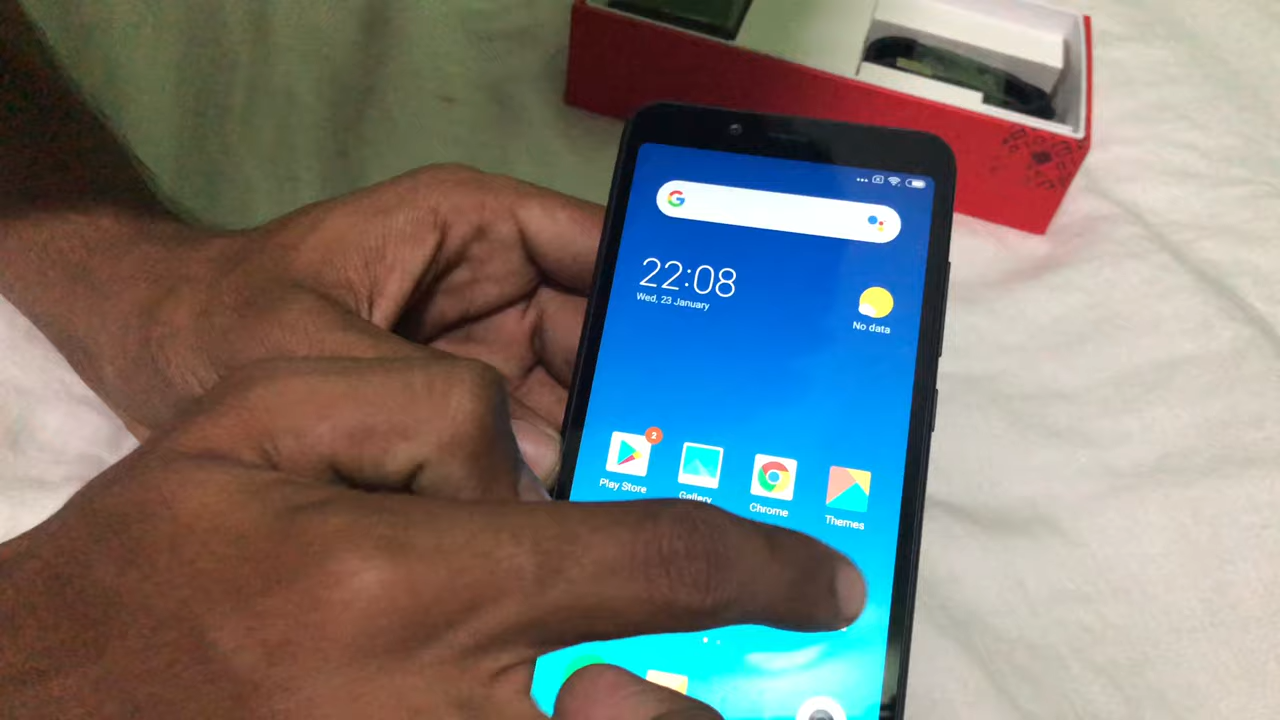 22:08
Wed, 23 January
No data
2
Play Store
Gallery
Chrome
Themes